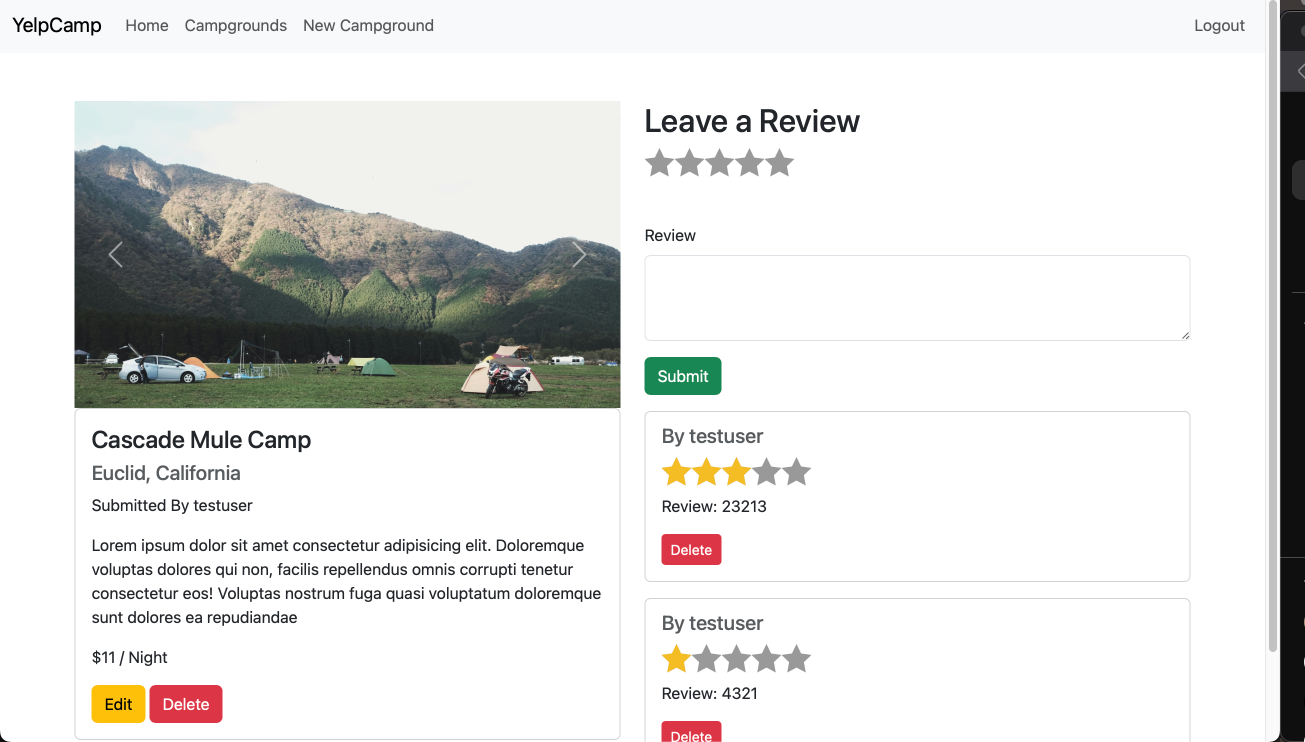 YelpCamp Home Campgrounds New Campground Logout
Cascade Mule Camp
Euclid, California
Submitted By testuser
Lorem ipsum dolor sit amet consectetur adipisicing elit. Doloremque
voluptas dolores qui non, facilis repellendus omnis corrupti tenetur
consectetur eos! Voluptas nostrum fuga quasi voluptatum doloremque
sunt dolores ea repudiandae
$11 / Night
Edit Delete
Leave a Review
Review
Submit
By testuser
Review: 23213
Delete
By testuser
Review: 4321
Delete